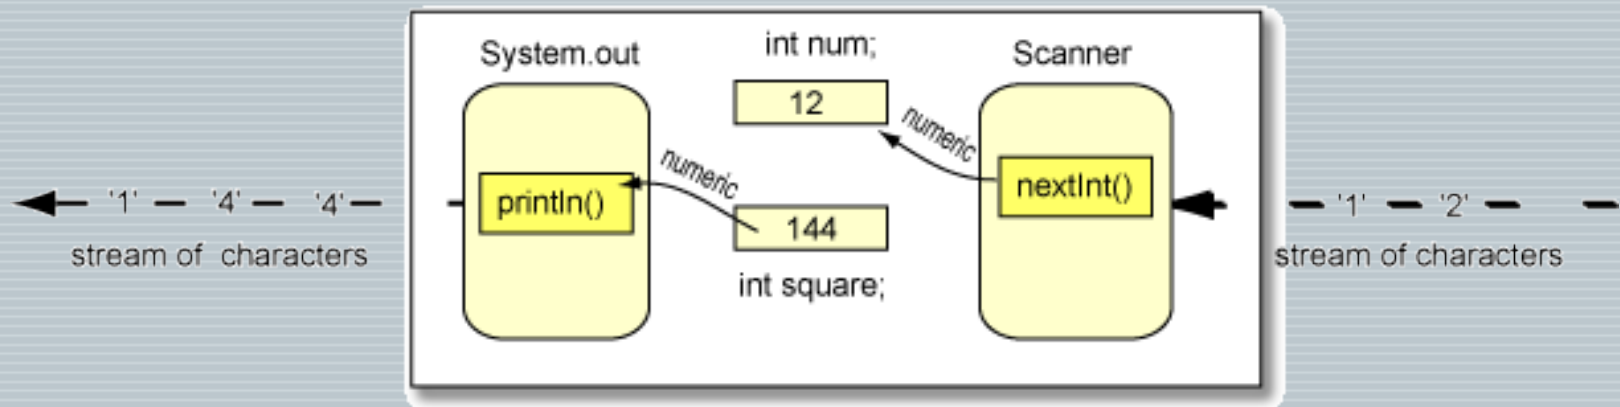 System.out
int num;
Scanner
12
numeric
numeric
println()
nextInt()
'1' '4' '4'
'1' '2'
144
stream of characters
int square;
stream of characters